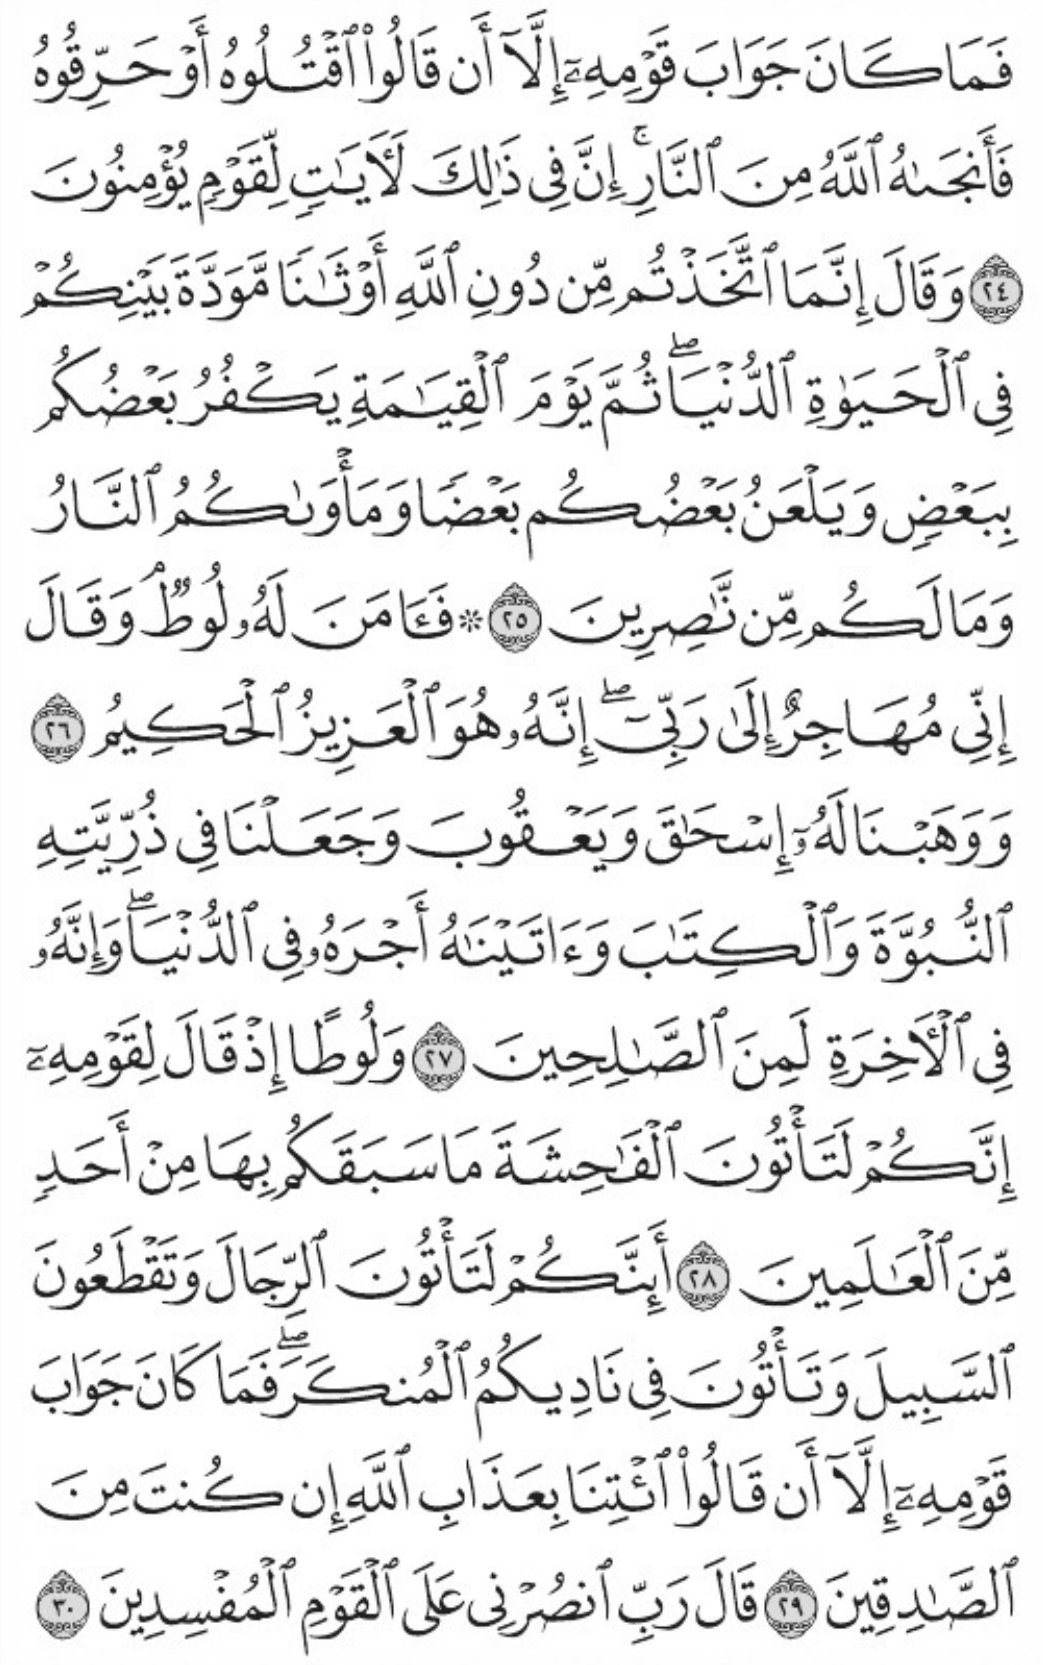 فَمَا كَانَ جَوَابَ قَوْمِهِۦٓ إِلَّآ أَن قَالُوا۟ ٱقْتُلُوهُ أَوْ حَرِّقُوهُ
فَأَنجَىٰهُ ٱللَّهُ مِنَ ٱلنَّارِ ۚ إِنَّ فِى ذَٰلِكَ لَـَٔايَـٰتٍ لِّقَوْمٍ يُؤْمِنُونَ
٢٤ وَقَالَ إِنَّمَا ٱتَّخَذْتُم مِّن دُونِ ٱللَّهِ أَوْثَـٰنًا مَّوَدَّةَ بَيْنِكُمْ
فِى ٱلْحَيَوٰةِ ٱلدُّنْيَا ۖ ثُمَّ يَوْمَ ٱلْقِيَـٰمَةِ يَكْفُرُ بَعْضُكُم
بِبَعْضٍ وَيَلْعَنُ بَعْضُكُم بَعْضًا وَمَأْوَىٰكُمُ ٱلنَّارُ
وَمَا لَكُم مِّن نَّـٰصِرِينَ ٢٥ ۞ فَـَٔامَنَ لَهُۥ لُوطٌ ۘ وَقَالَ
إِنِّى مُهَاجِرٌ إِلَىٰ رَبِّىٓ ۖ إِنَّهُۥ هُوَ ٱلْعَزِيزُ ٱلْحَكِيمُ ٢٦
وَوَهَبْنَا لَهُۥٓ إِسْحَـٰقَ وَيَعْقُوبَ وَجَعَلْنَا فِى ذُرِّيَّتِهِ
ٱلنُّبُوَّةَ وَٱلْكِتَـٰبَ وَءَاتَيْنَـٰهُ أَجْرَهُۥ فِى ٱلدُّنْيَا ۖ وَإِنَّهُۥ
فِى ٱلْـَٔاخِرَةِ لَمِنَ ٱلصَّـٰلِحِينَ ٢٧ وَلُوطًا إِذْ قَالَ لِقَوْمِهِۦٓ
إِنَّكُمْ لَتَأْتُونَ ٱلْفَـٰحِشَةَ مَا سَبَقَكُم بِهَا مِنْ أَحَدٍ
مِّنَ ٱلْعَـٰلَمِينَ ٢٨ أَئِنَّكُمْ لَتَأْتُونَ ٱلرِّجَالَ وَتَقْطَعُونَ
ٱلسَّبِيلَ وَتَأْتُونَ فِى نَادِيكُمُ ٱلْمُنكَرَ ۖ فَمَا كَانَ جَوَابَ
قَوْمِهِۦٓ إِلَّآ أَن قَالُوا۟ ٱئْتِنَا بِعَذَابِ ٱللَّهِ إِن كُنتَ مِنَ
ٱلصَّـٰدِقِينَ ٢٩ قَالَ رَبِّ ٱنصُرْنِى عَلَى ٱلْقَوْمِ ٱلْمُفْسِدِينَ ٣٠